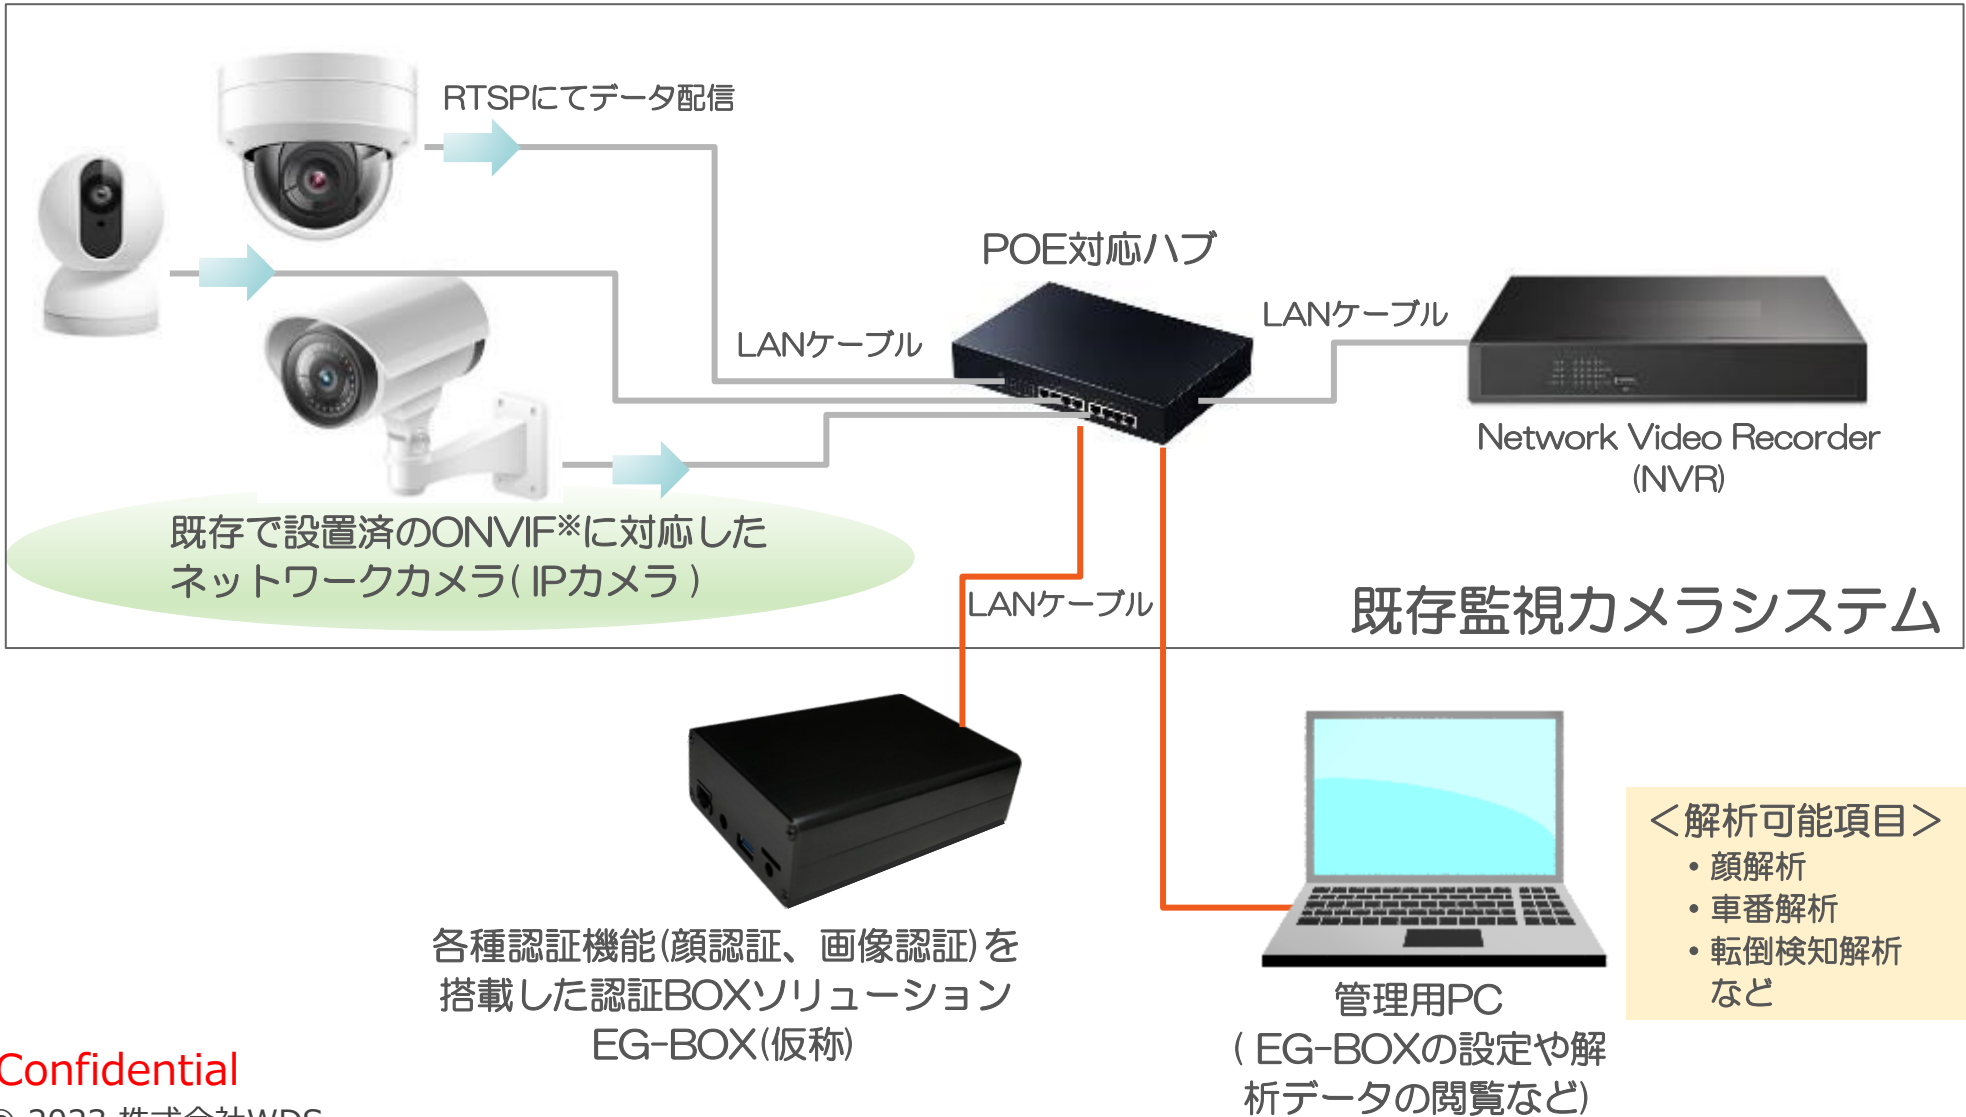 RTSPにてデータ配信
POE対応ハブ
LANケーブル
LANケーブル
Network Video Recorder
(NVR)
既存で設置済のONVIF※に対応した
ネットワークカメラ( IPカメラ )
LANケーブル
既存監視カメラシステム
＜解析可能項目＞
・顔解析
・車番解析
・転倒検知解析
など
各種認証機能(顔認証、画像認証)を
搭載した認証BOXソリューション
EG-BOX(仮称)
管理用PC
( EG-BOXの設定や解
析データの閲覧など)
Confidential
© 2023 株式会社WDS